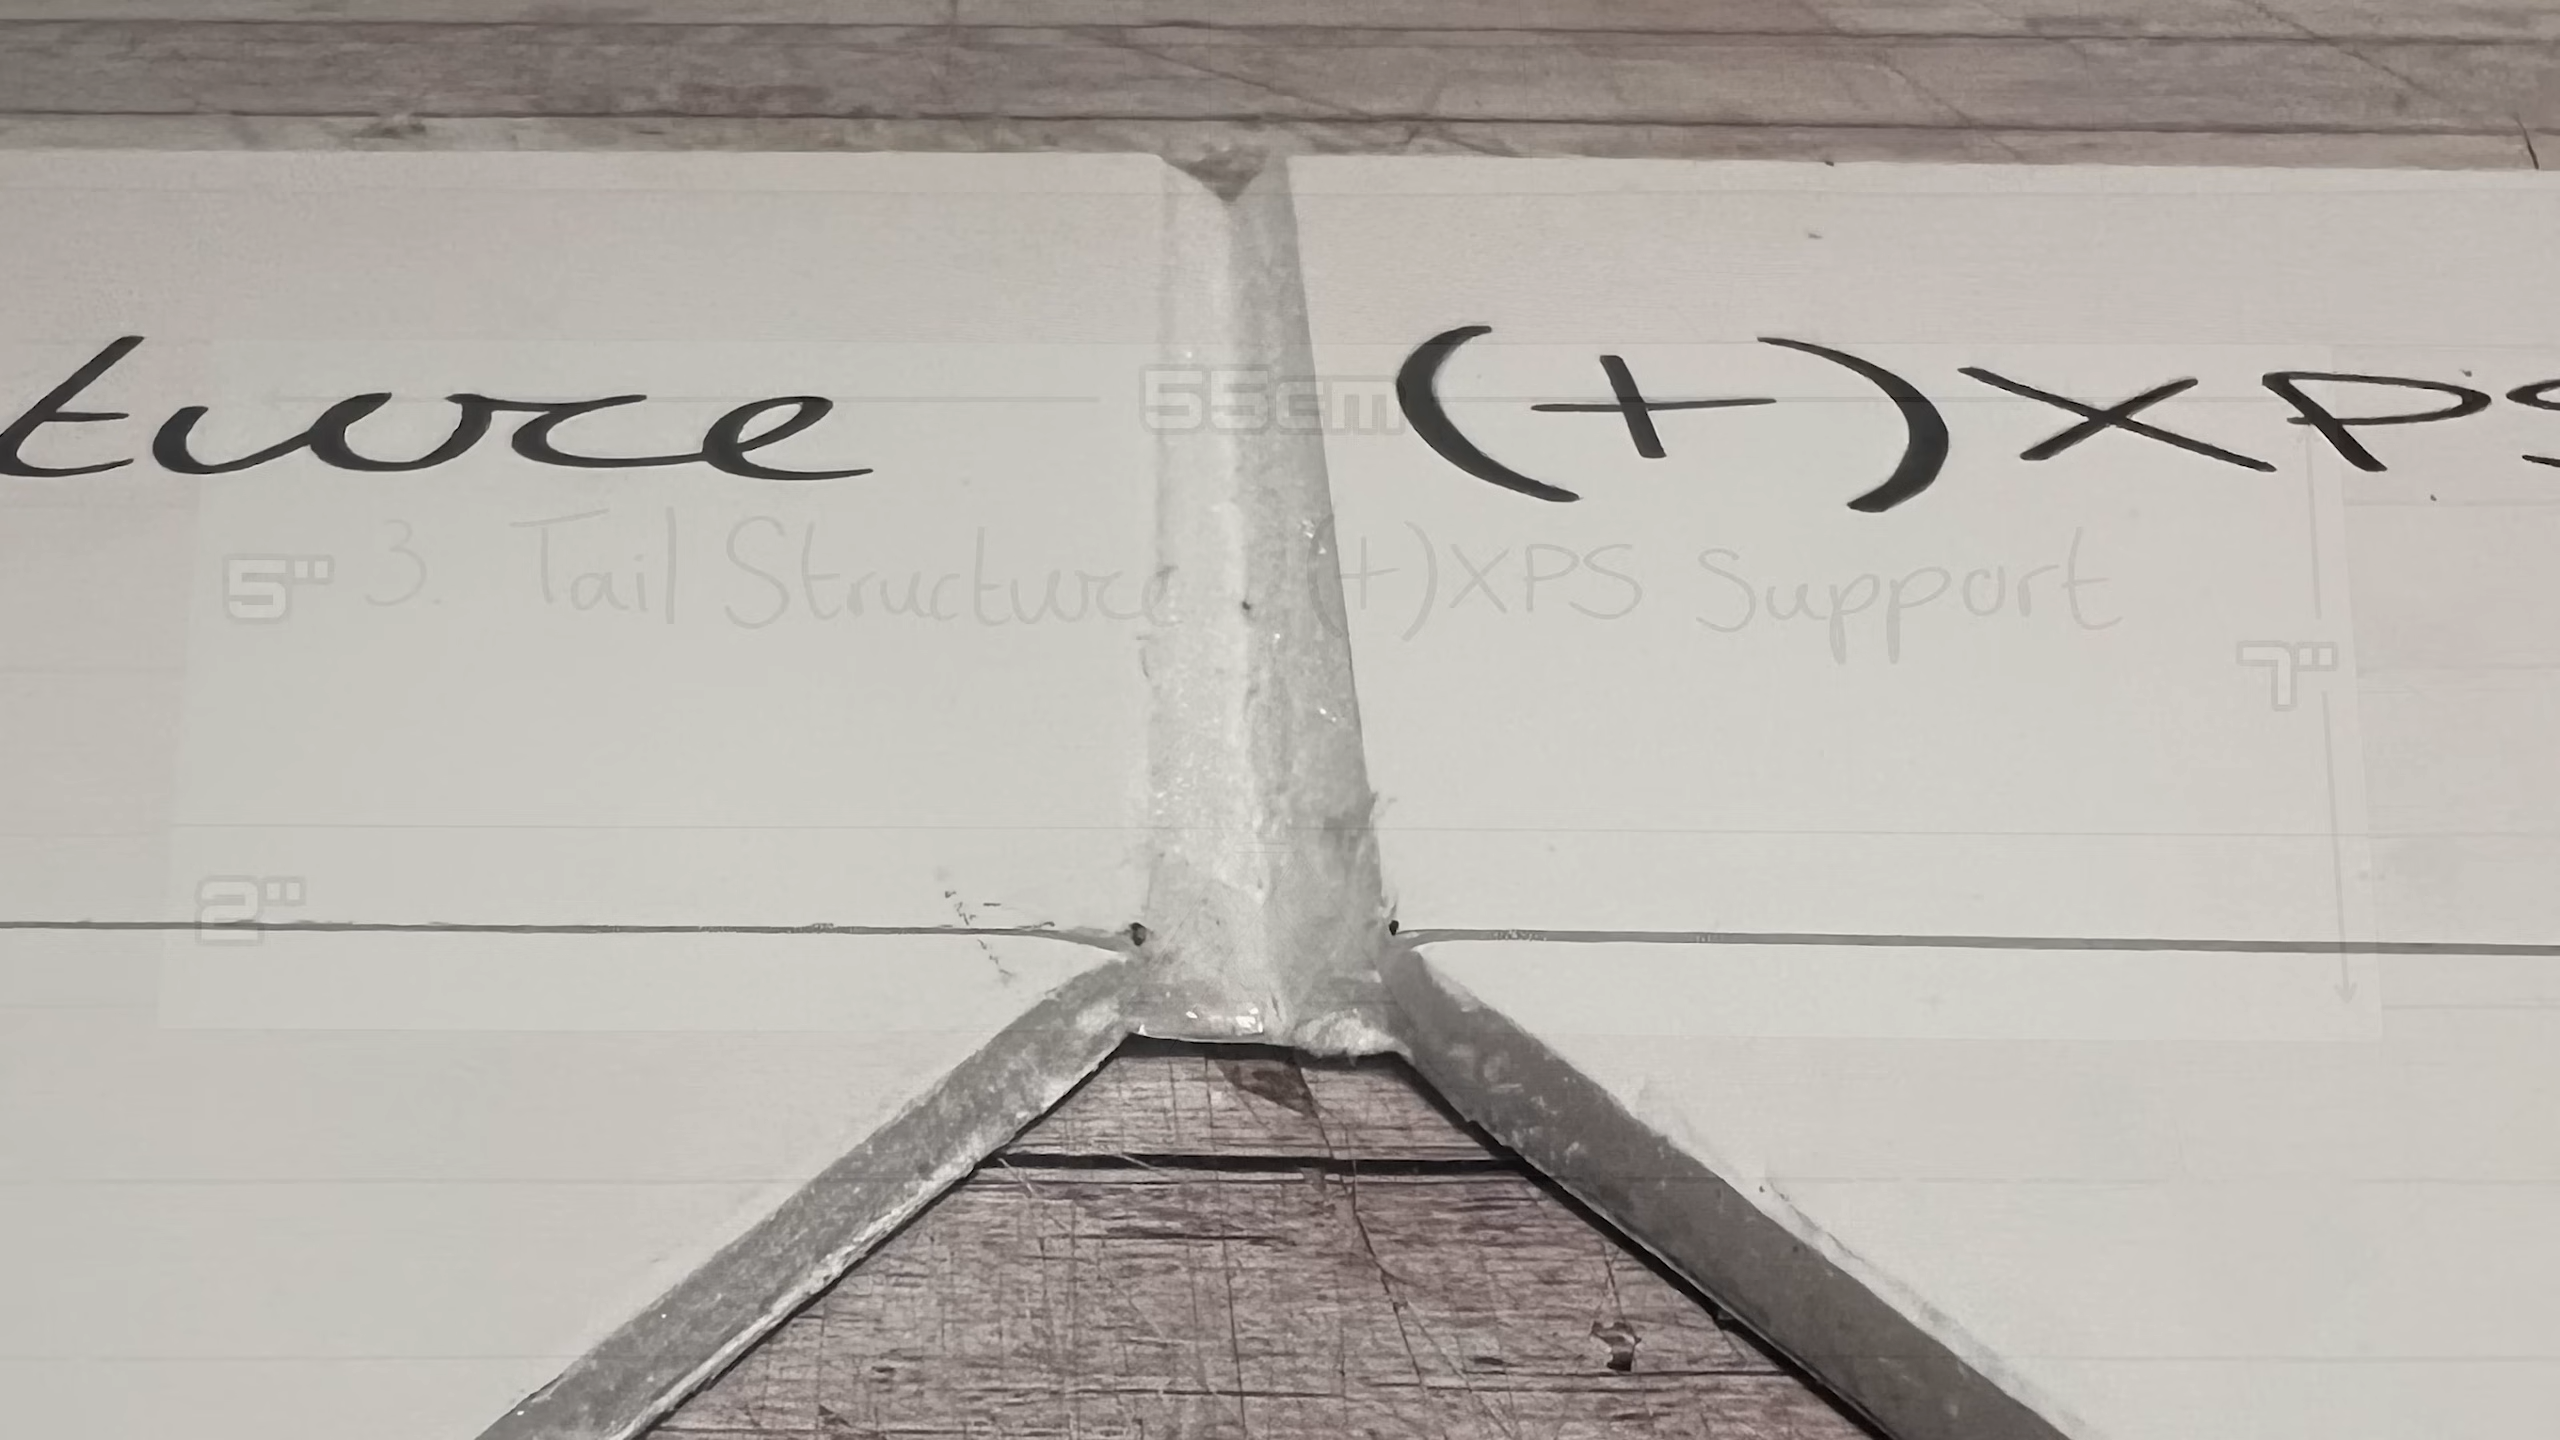 ture (+)XPS
55cm
3. Tail Structure (+)XPS Support
5"
7"
2"